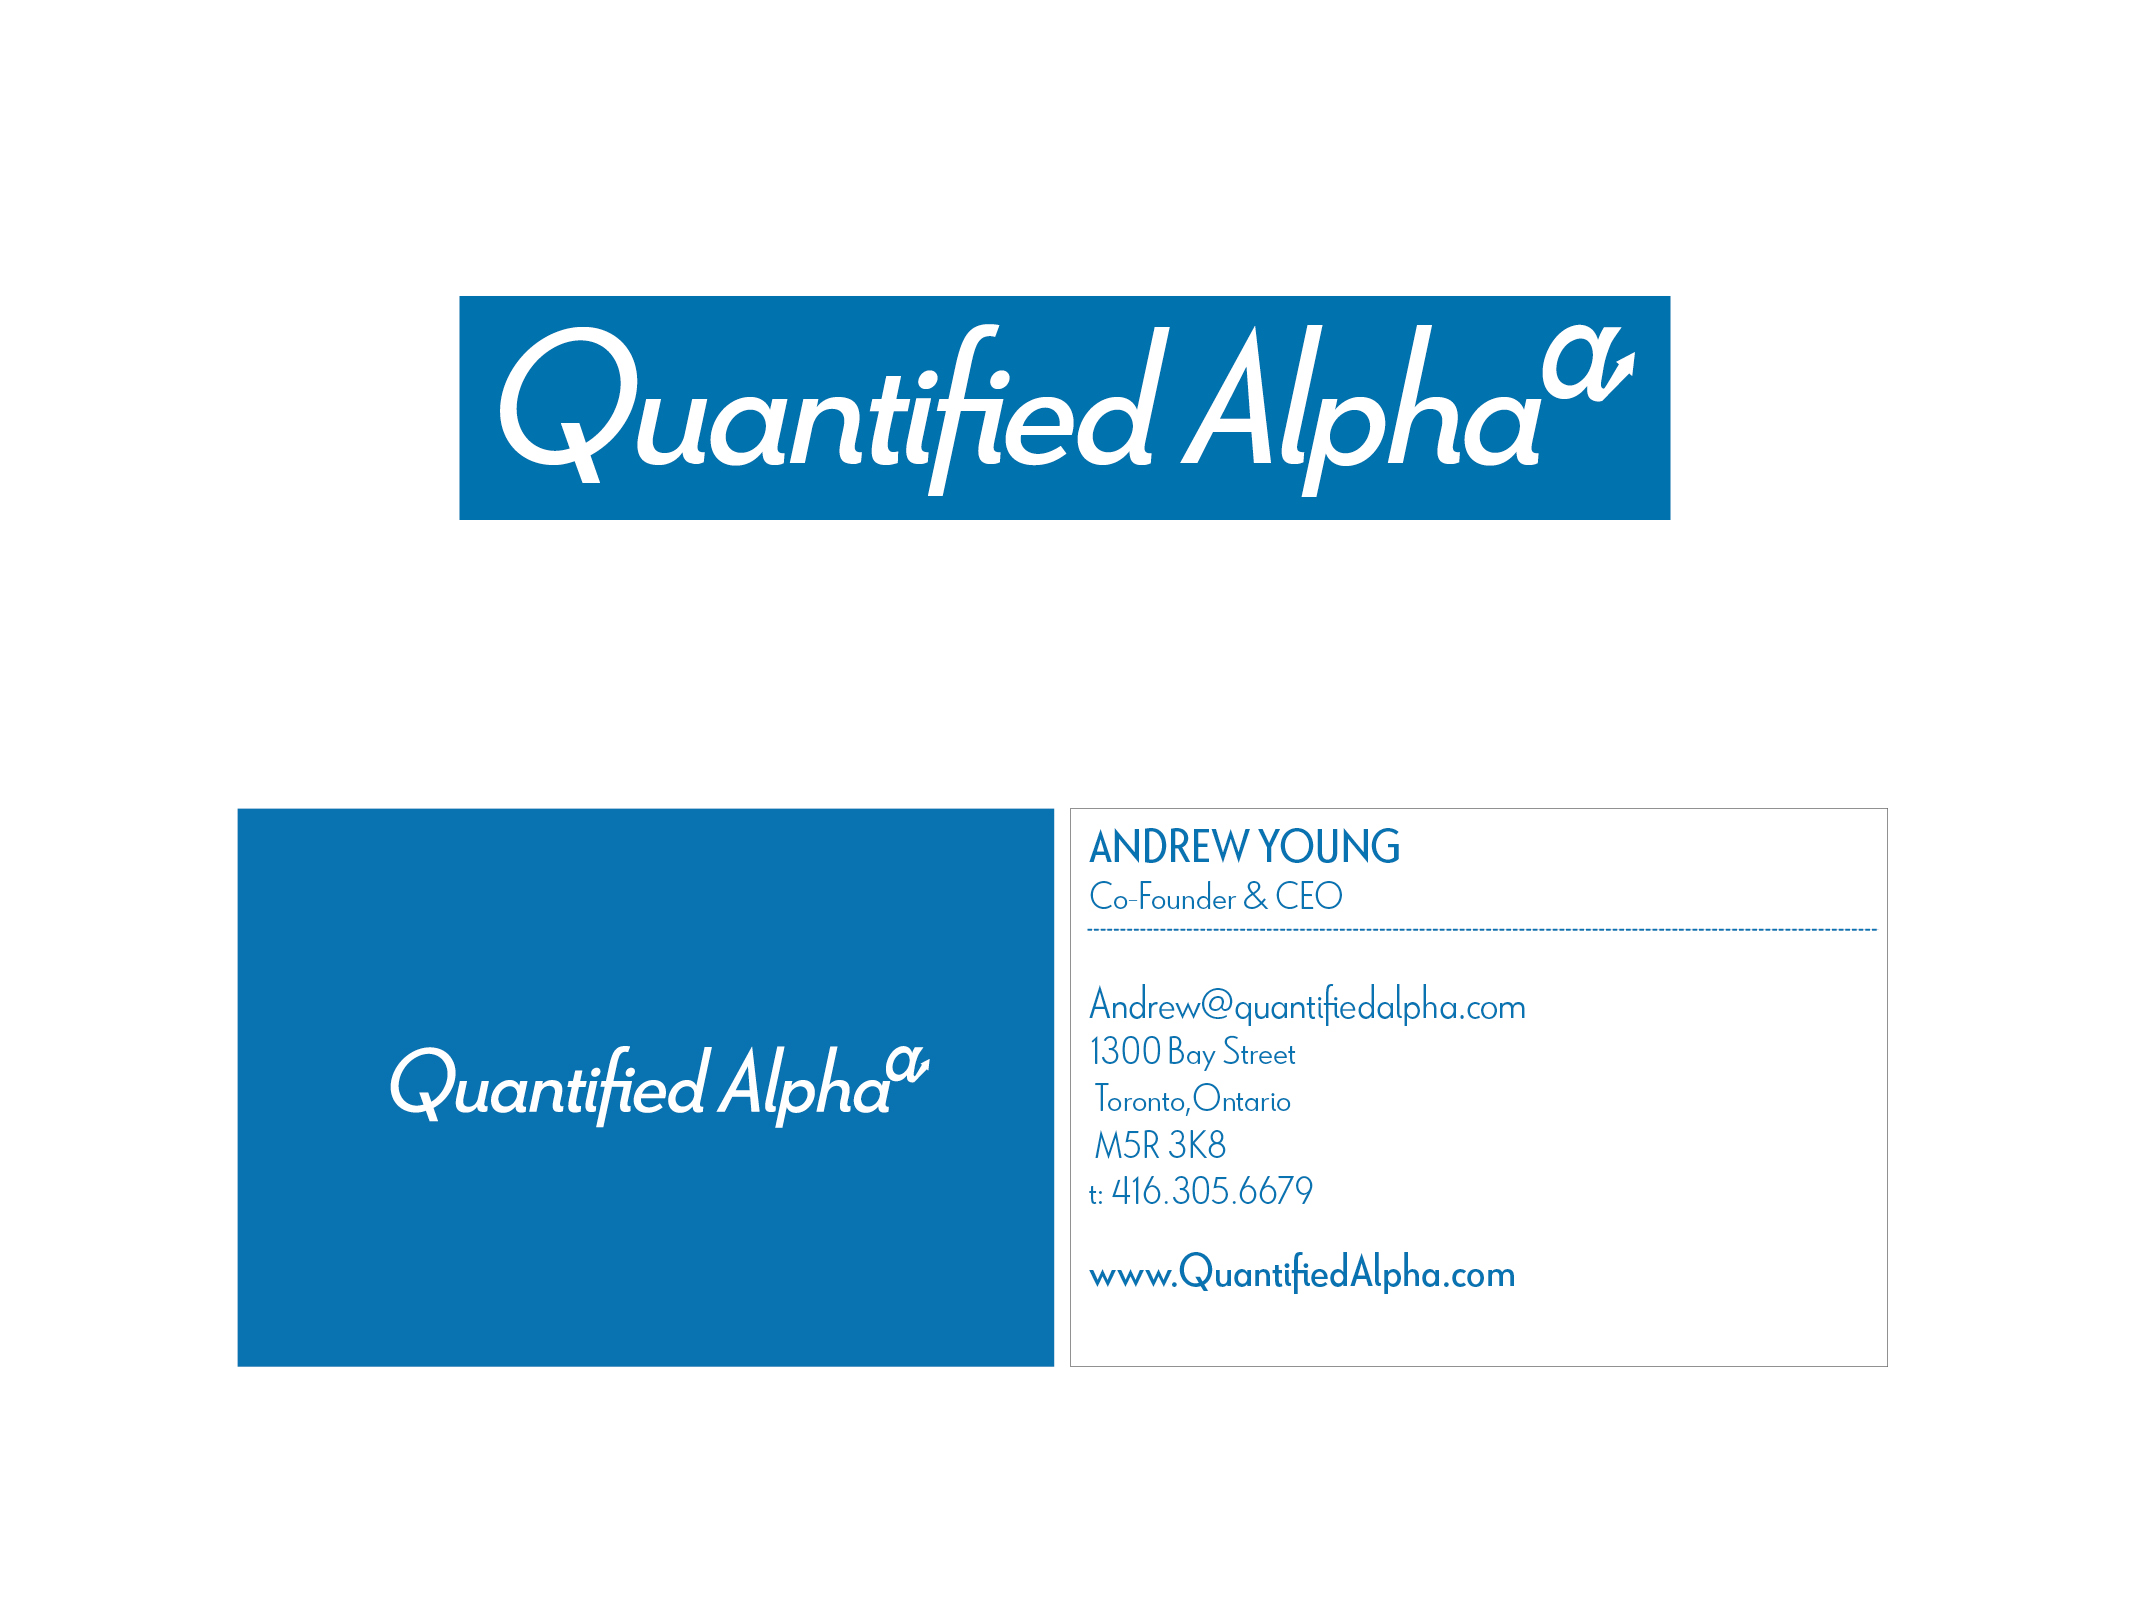 Quantified Alpha α
Quantified Alpha α
ANDREW YOUNG
Co-Founder & CEO
Andrew@quantifiedalpha.com
1300 Bay Street
Toronto,Ontario
M5R 3K8
t: 416.305.6679
www.QuantifiedAlpha.com